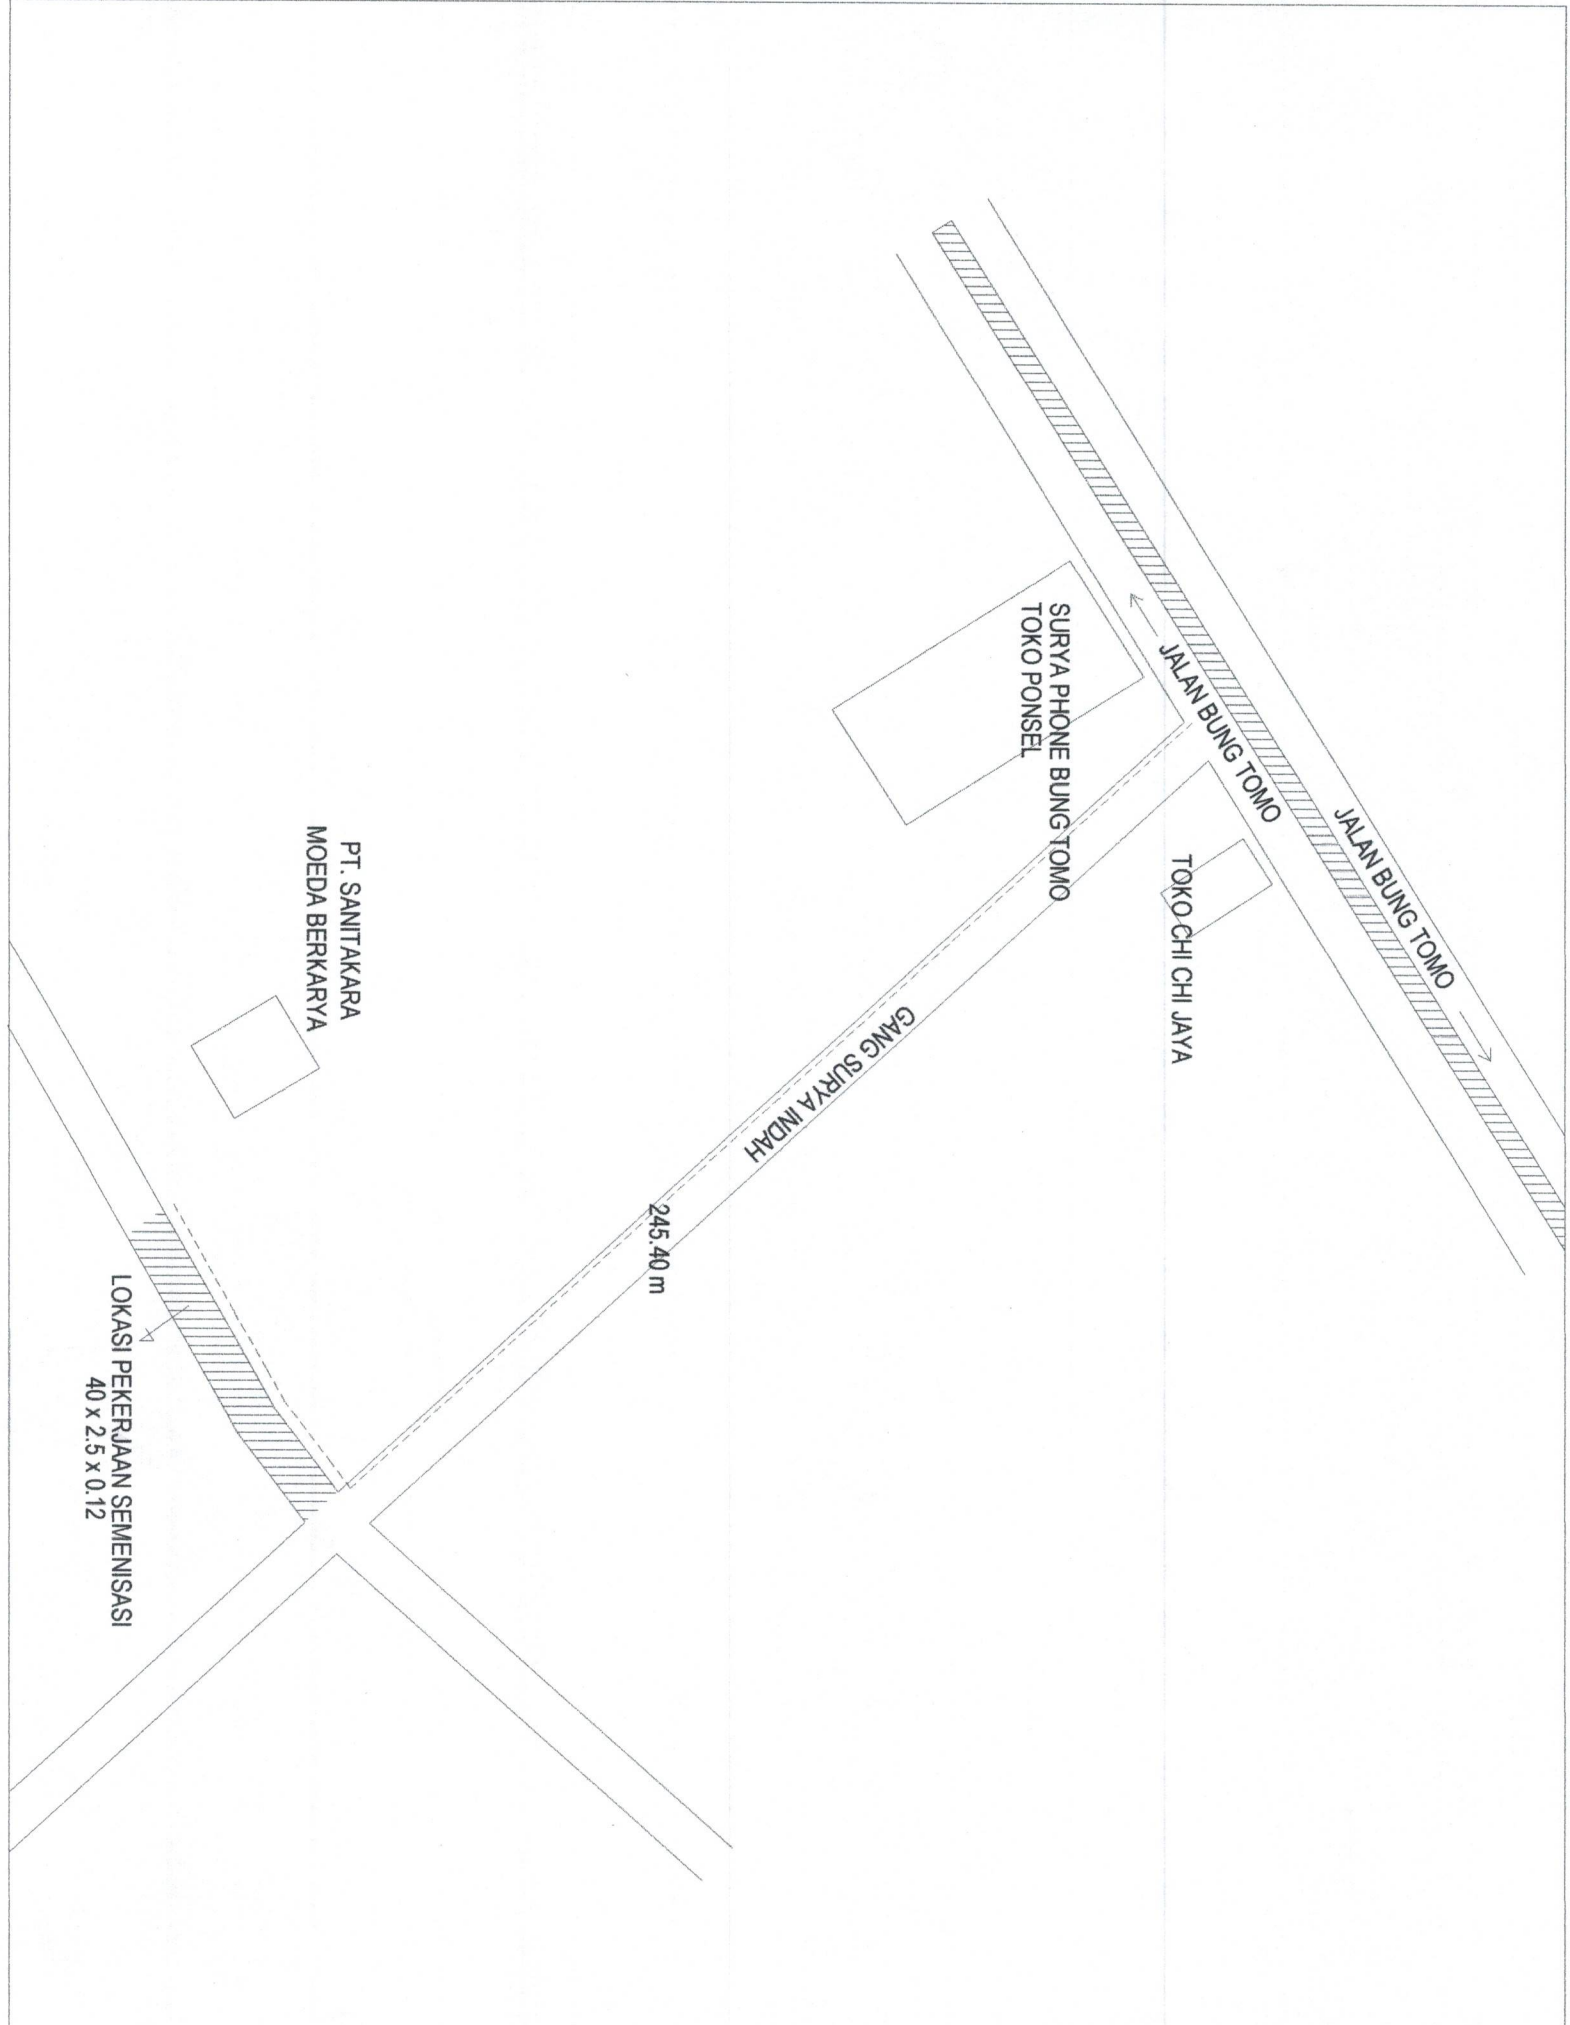 JALAN BUNG TOMO
JALAN BUNG TOMO
TOKO CHI CHI JAYA
SURYA PHONE BUNG TOMO
TOKO PONSEL
GANG SURYA INDAH
245.40 m
PT. SANITAKARA
MOEDA BERKARYA
LOKASI PEKERJAAN SEMENISASI
40 x 2.5 x 0.12